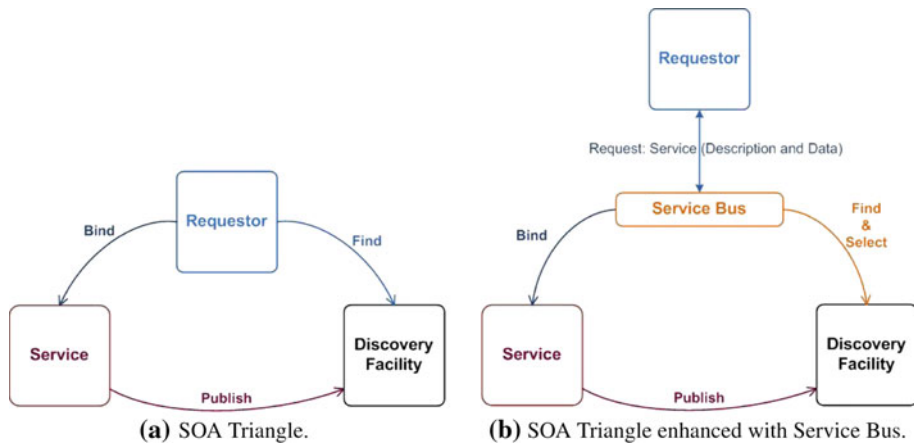 Requestor
Bind
Find
Service
Discovery
Facility
Publish
(a) SOA Triangle.
Requestor
Request: Service (Description and Data)
Service Bus
Bind
Find
&
Select
Service
Discovery
Facility
Publish
(b) SOA Triangle enhanced with Service Bus.